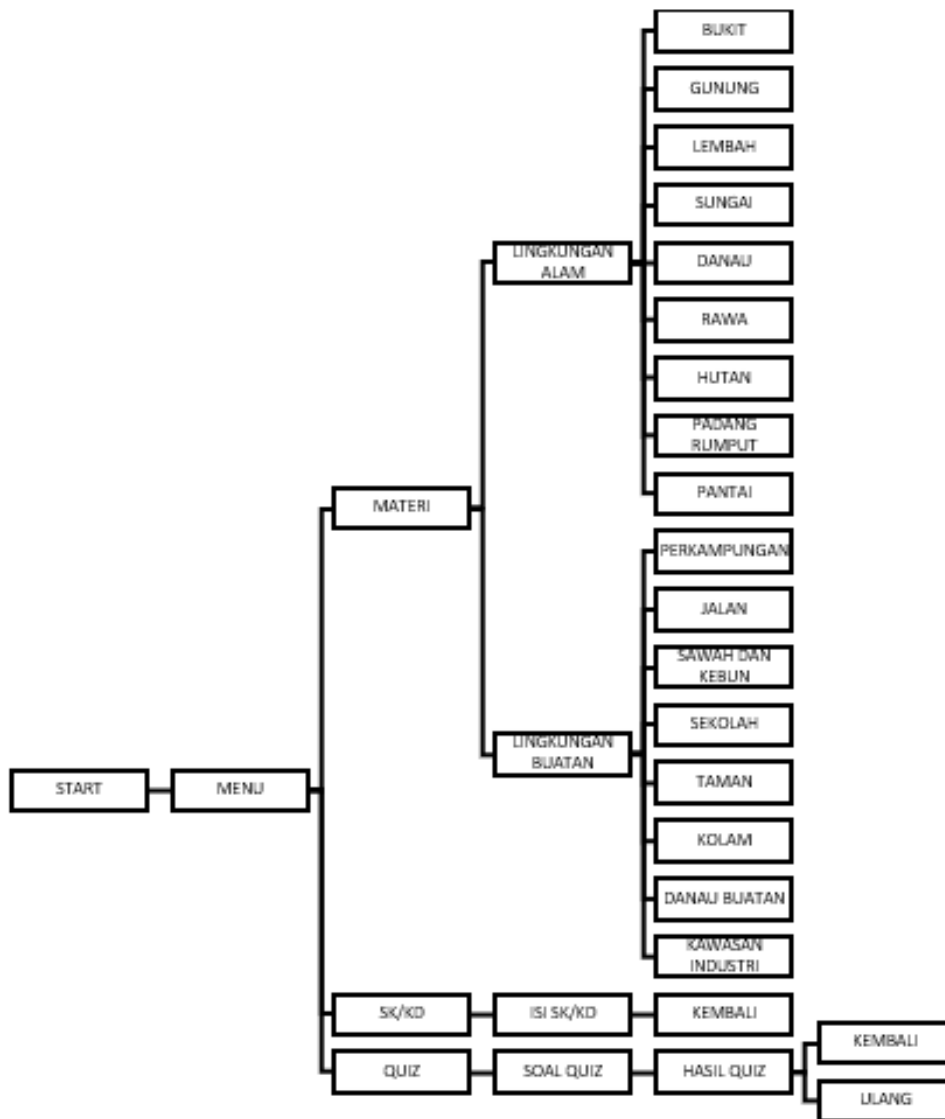 BUKIT
GUNUNG
LEMBAH
SUNGAI
LINGKUNGAN
ALAM
DANAU
RAWA
HUTAN
PADANG
RUMPUT
PANTAI
MATERI
PERKAMPUNGAN
JALAN
SAWAH DAN
KEBUN
SEKOLAH
LINGKUNGAN
BUATAN
TAMAN
START
MENU
KOLAM
DANAU BUATAN
KAWASAN
INDUSTRI
SK/KD
ISI SK/KD
KEMBALI
QUIZ
SOAL QUIZ
HASIL QUIZ
KEMBALI
ULANG